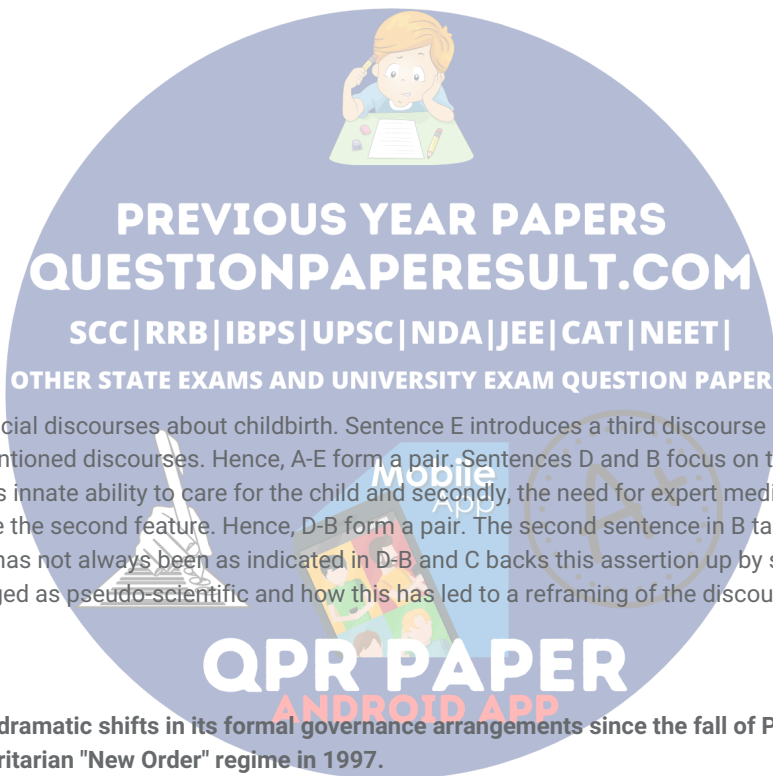 PREVIOUS YEAR PAPERS
QUESTIONPAPERESULT.COM
SCC|RRB|IBPS|UPSC|NDA|JEE|CAT|NEET|
OTHER STATE EXAMS AND UNIVERSITY EXAM QUESTION PAPER
cial discourses about childbirth. Sentence E introduces a third discourse
ntioned discourses. Hence, A-E form a pair. Sentences D and B focus on t
s innate ability to care for the child and secondly, the need for expert medi
Mobile
App
e the second feature. Hence, D-B form a pair. The second sentence in B ta
has not always been as indicated in D-B and C backs this assertion up by s
ged as pseudo-scientific and how this has led to a reframing of the discou
A+
QPR PAPER
ANDROID APP
dramatic shifts in its formal governance arrangements since the fall of P
ritarian "New Order" regime in 1997.